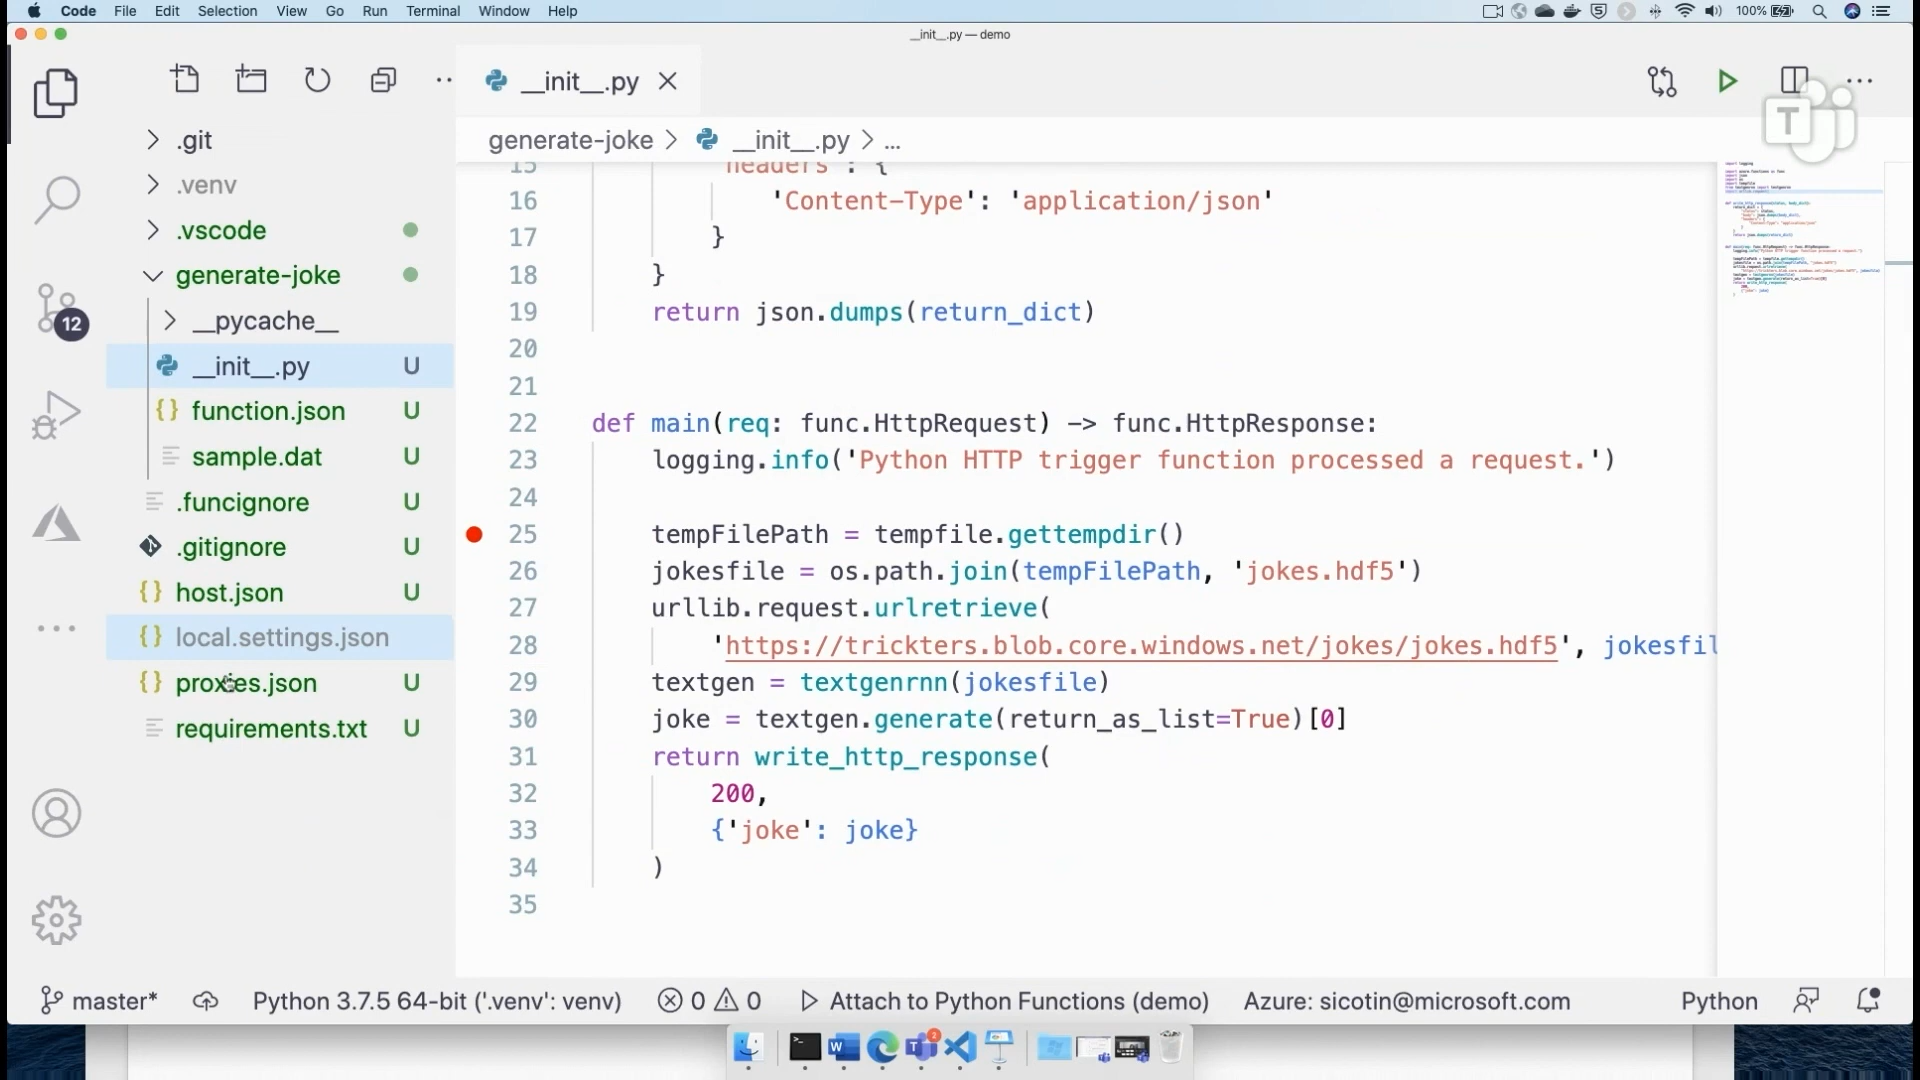 Code File Edit Selection View Go Run Terminal Window Help
100%
__init__.py — demo
__init__.py
generate-joke > __init__.py > ...
.git
.venv
.vscode
generate-joke
__pycache__
__init__.py U
function.json U
sample.dat U
.funcignore U
.gitignore U
host.json U
local.settings.json
proxies.json U
requirements.txt U
12
T
15 headers : {
16 'Content-Type': 'application/json'
17 }
18 }
19 return json.dumps(return_dict)
20
21
22 def main(req: func.HttpRequest) -> func.HttpResponse:
23 logging.info('Python HTTP trigger function processed a request.')
24
25 tempFilePath = tempfile.gettempdir()
26 jokesfile = os.path.join(tempFilePath, 'jokes.hdf5')
27 urllib.request.urlretrieve(
28 'https://trickters.blob.core.windows.net/jokes/jokes.hdf5', jokesfil
29 textgen = textgenrnn(jokesfile)
30 joke = textgen.generate(return_as_list=True)[0]
31 return write_http_response(
32 200,
33 {'joke': joke}
34 )
35
master* Python 3.7.5 64-bit ('.venv': venv) 0 0 Attach to Python Functions (demo) Azure: sicotin@microsoft.com Python
W T 2